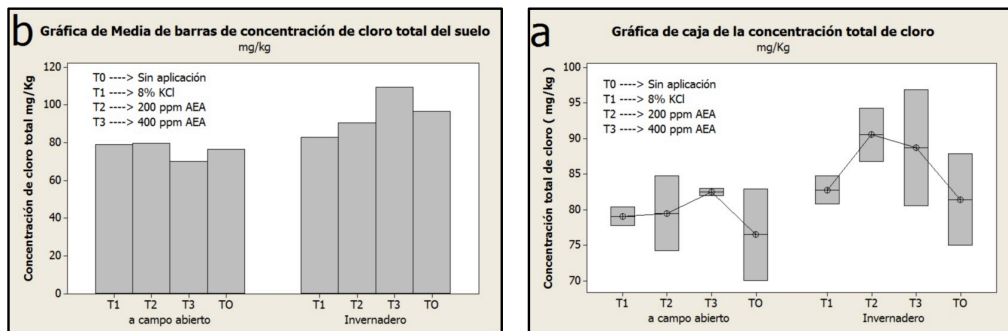 b
Gráfica de Media de barras de concentración de cloro total del suelo
mg/kg
Concentración de cloro total mg/Kg
120
100
80
60
40
20
0
T0 ----> Sin aplicación
T1 ----> 8% KCl
T2 ----> 200 ppm AEA
T3 ----> 400 ppm AEA
T1 T2 T3 TO T1 T2 T3 TO
a campo abierto Invernadero
a
Gráfica de caja de la concentración total de cloro
mg/Kg
Concentración total de cloro ( mg/kg )
100
95
90
85
80
75
70
T0 ----> Sin aplicación
T1 ----> 8% KCl
T2 ----> 200 ppm AEA
T3 ----> 400 ppm AEA
T1 T2 T3 TO T1 T2 T3 TO
a campo abierto Invernadero